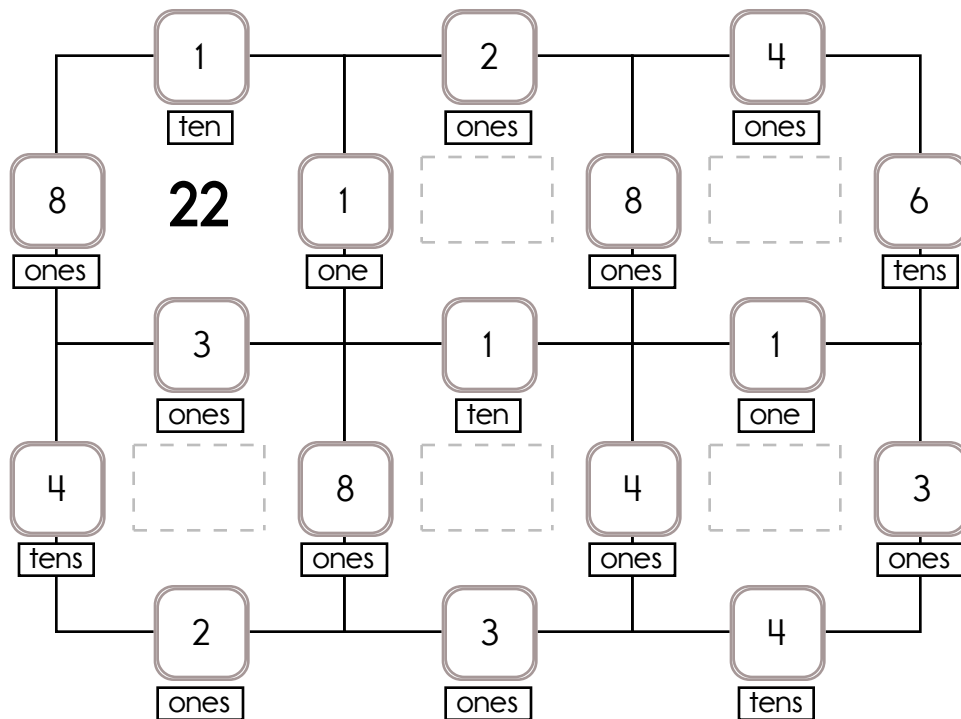 1 2 4
ten ones ones
8 22 1 8 6
ones one ones tens
3 1 1
ones ten one
4 8 4 3
tens ones ones ones
2 3 4
ones ones tens